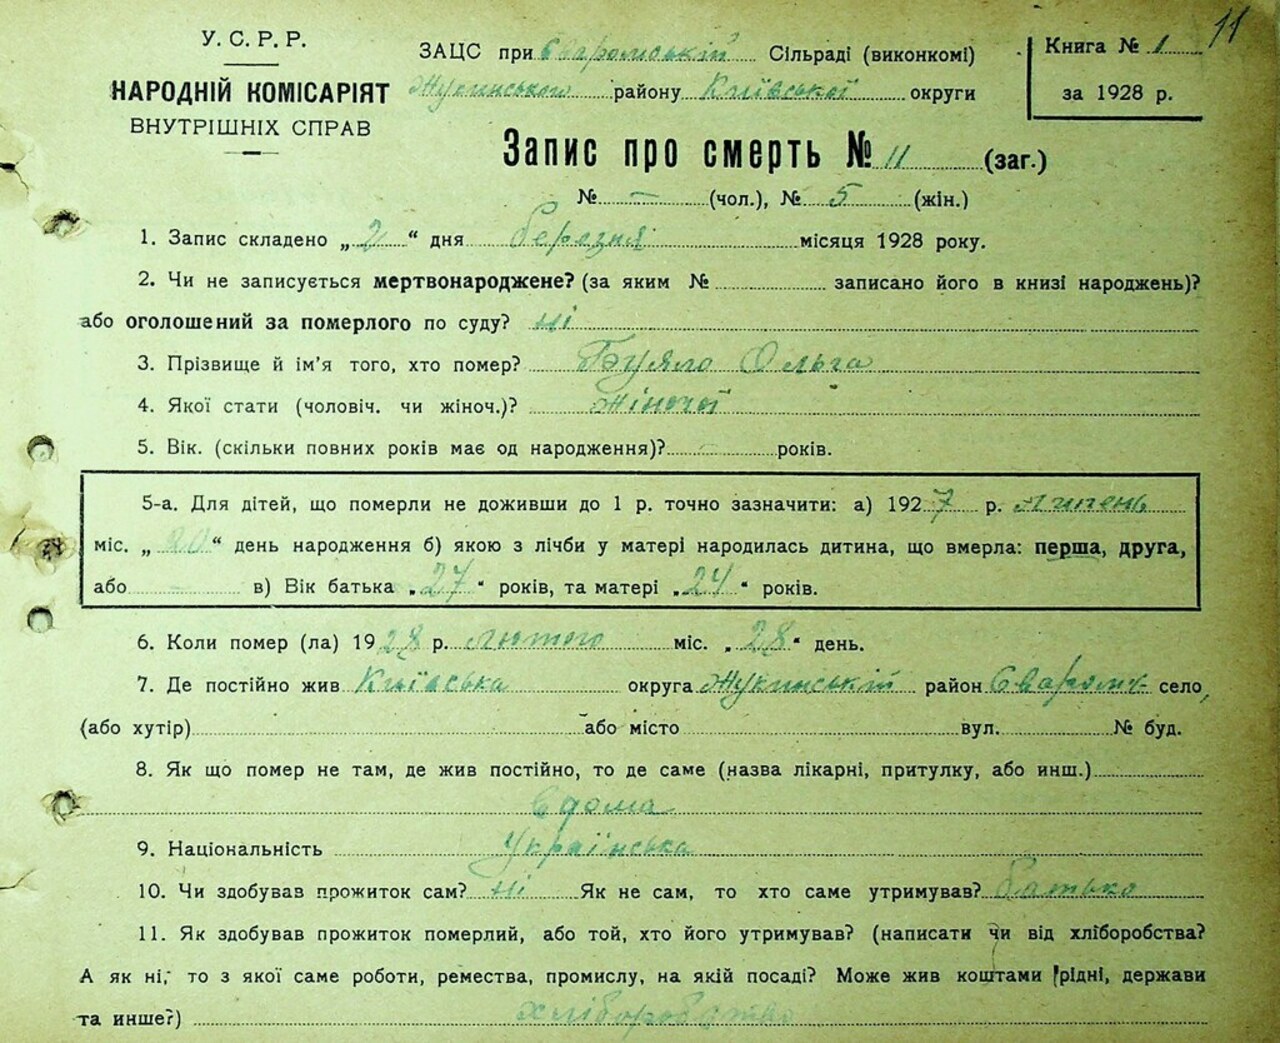 11
У. С. Р. Р.
НАРОДНІЙ КОМІСАРІЯТ
ВНУТРІШНІХ СПРАВ
ЗАЦС при Єваромській Сільраді (виконкомі)
Жукинського району Київської округи
Книга № 1
за 1928 р.
Запис про смерть № 11 (заг.)
№ — (чол.), № 5 (жін.)
1. Запис складено „2“ дня березня місяця 1928 року.
2. Чи не записується мертвонароджене? (за яким № записано його в книзі народжень)?
або оголошений за померлого по суду? ні
3. Прізвище й ім’я того, хто помер? Буяло Ольга
4. Якої стати (чоловіч. чи жіноч.)? Жіночої
5. Вік. (скільки повних років має од народження)? — років.
5-а. Для дітей, що померли не доживши до 1 р. точно зазначити: а) 1927 р. Липень
міс. „20“ день народження б) якою з лічби у матері народилась дитина, що вмерла: перша, друга,
або — в) Вік батька „27“ років, та матері „24“ років.
6. Коли помер (ла) 1928 р. лютого міс. „28“ день.
7. Де постійно жив Київська округа Жукинський район село,
(або хутір) або місто вул. № буд.
8. Як що помер не там, де жив постійно, то де саме (назва лікарні, притулку, або инш.)
вдома
9. Національність Українська
10. Чи здобував прожиток сам? ні Як не сам, то хто саме утримував? батько
11. Як здобував прожиток померлий, або той, хто його утримував? (написати чи від хліборобства?
А як ні, то з якої саме роботи, ремества, промислу, на якій посаді? Може жив коштами рідні, держави
та инше?) хліборобство